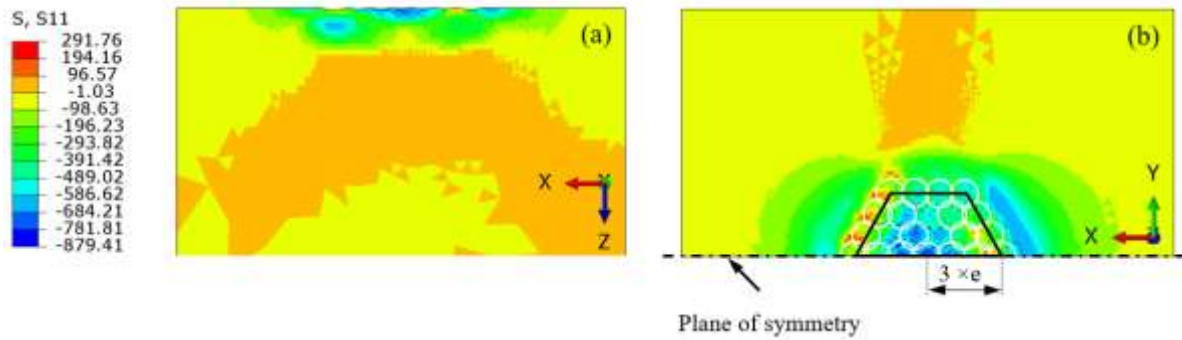 S, S11
291.76
194.16
96.57
-1.03
-98.63
-196.23
-293.82
-391.42
-489.02
-586.62
-684.21
-781.81
-879.41
(a)
X
Z
(b)
Y
X
3 ×e
Plane of symmetry